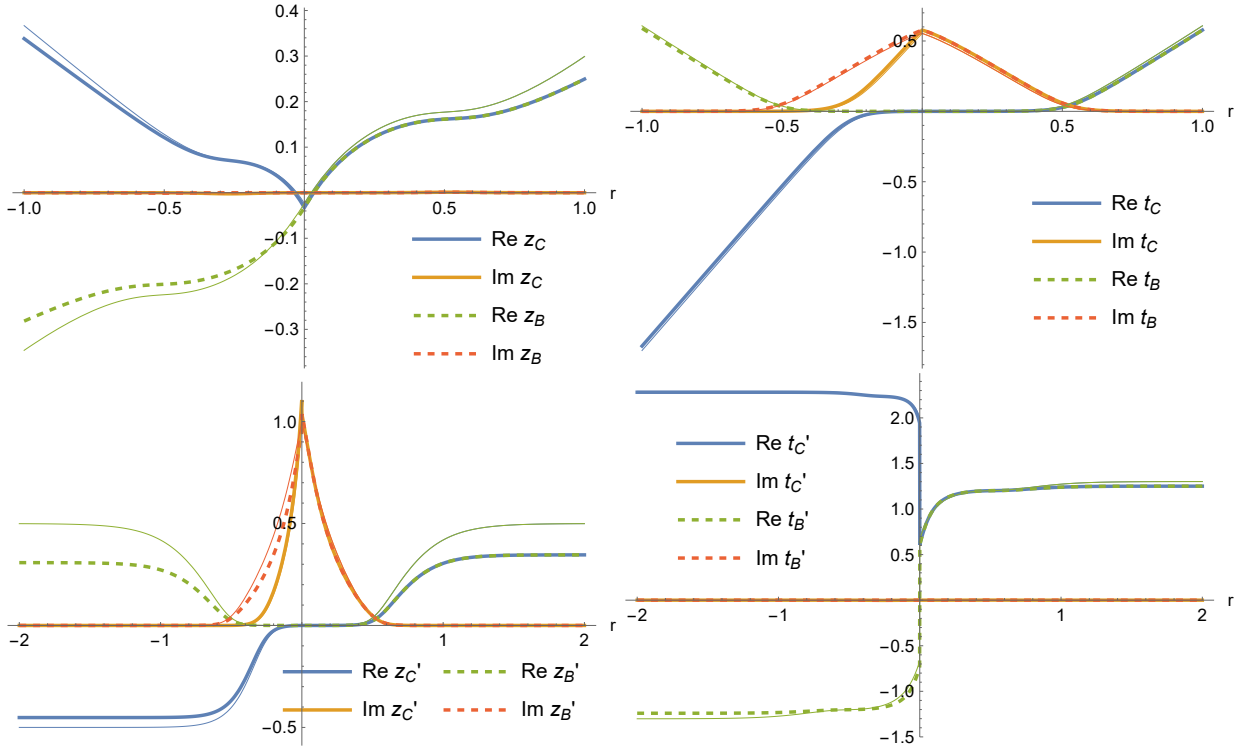 0.4
0.3
0.2
0.1
−0.1
−0.2
−0.3
−1.0 −0.5 0.5 1.0 r
Re z_C
Im z_C
Re z_B
Im z_B
0.5
−0.5
−1.0
−1.5
−1.0 −0.5 0.5 1.0 r
Re t_C
Im t_C
Re t_B
Im t_B
1.0
0.5
−0.5
−2 −1 1 2 r
Re z_C' Re z_B'
Im z_C' Im z_B'
2.0
1.5
1.0
0.5
−0.5
−1.0
−1.5
−2 −1 1 2 r
Re t_C'
Im t_C'
Re t_B'
Im t_B'